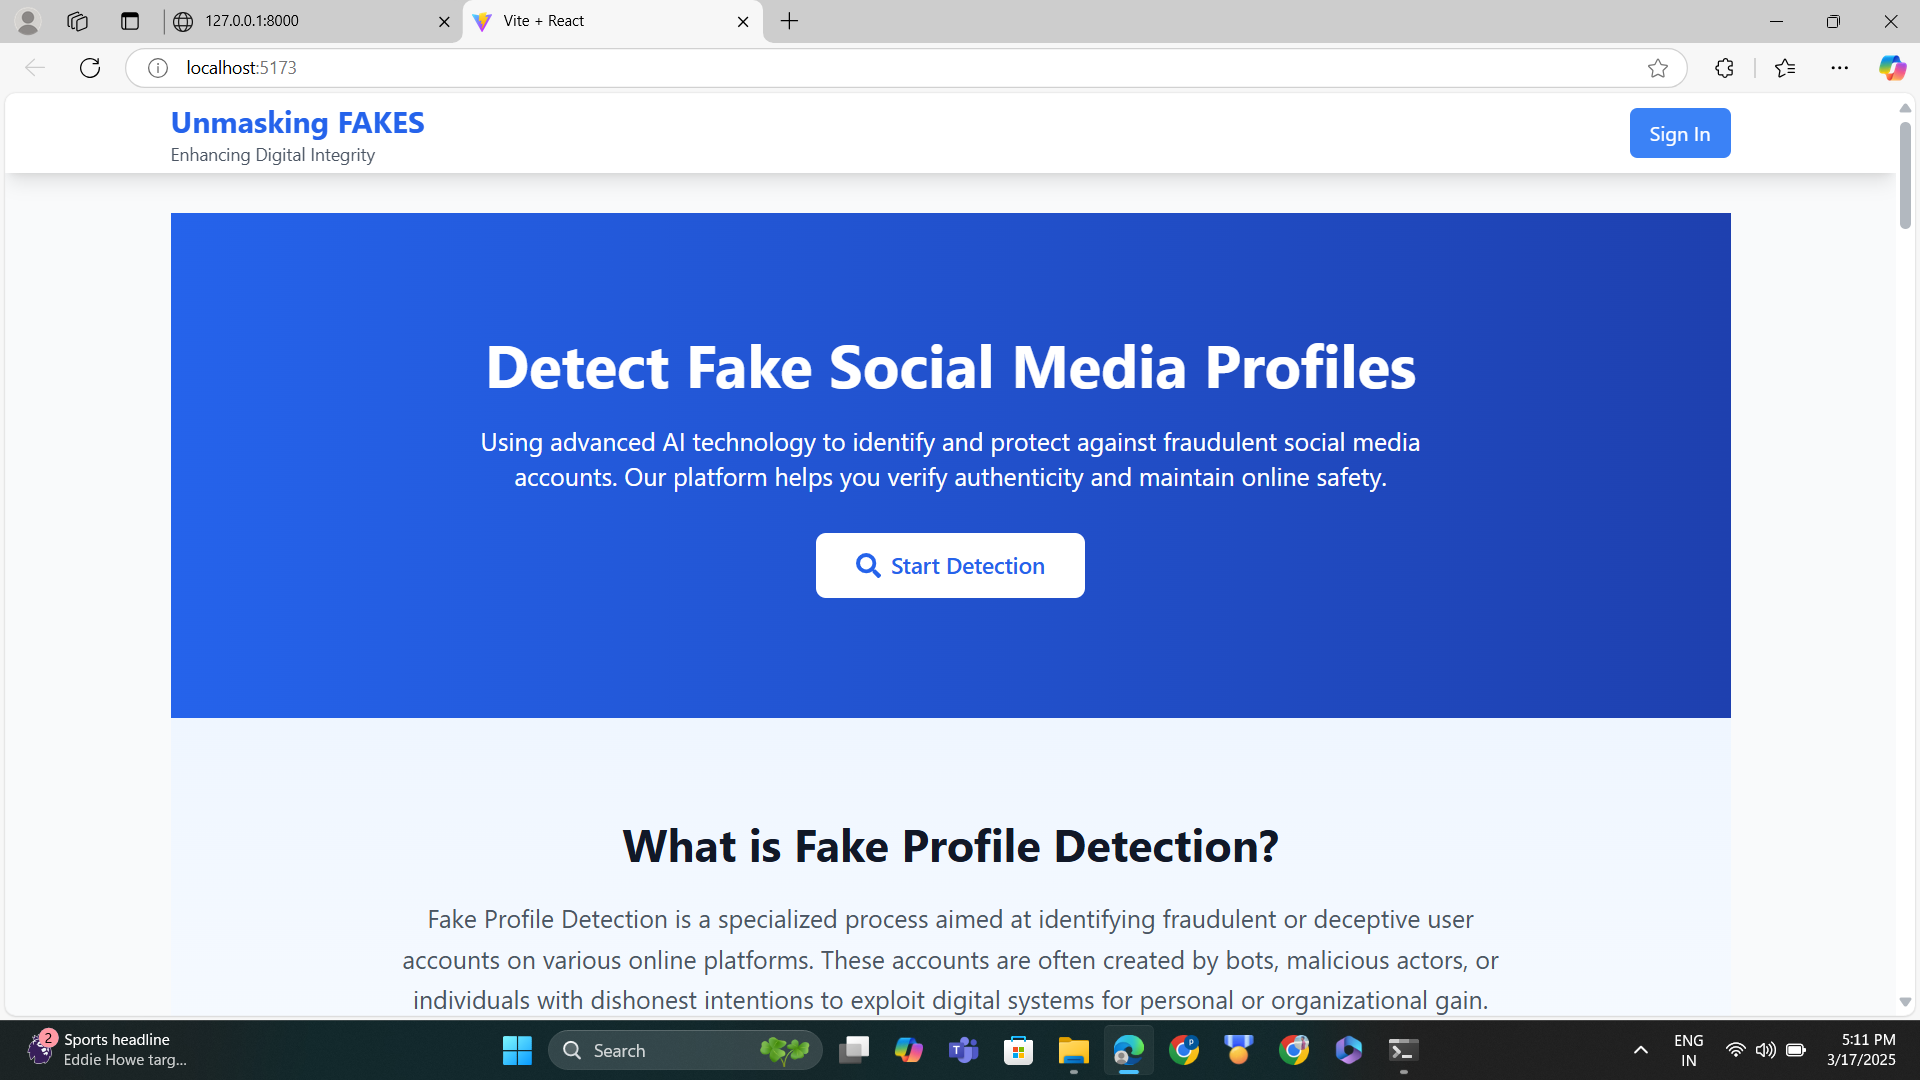 127.0.0.1:8000
Vite + React
localhost:5173
Unmasking FAKES
Enhancing Digital Integrity
Sign In
Detect Fake Social Media Profiles
Using advanced AI technology to identify and protect against fraudulent social media
accounts. Our platform helps you verify authenticity and maintain online safety.
Start Detection
What is Fake Profile Detection?
Fake Profile Detection is a specialized process aimed at identifying fraudulent or deceptive user
accounts on various online platforms. These accounts are often created by bots, malicious actors, or
individuals with dishonest intentions to exploit digital systems for personal or organizational gain.
2
Sports headline
Eddie Howe targ...
Search
ENG
IN
5:11 PM
3/17/2025